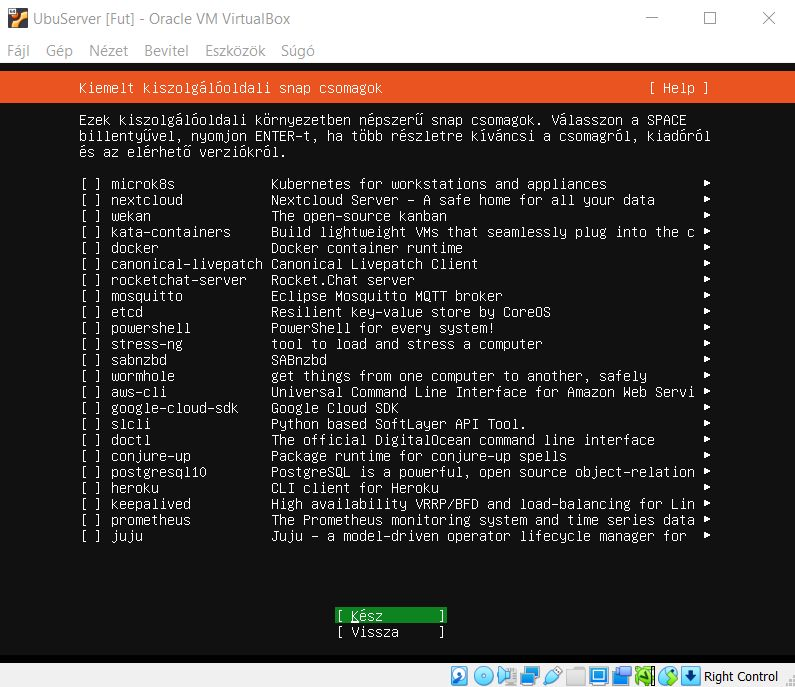 UbuServer [Fut] - Oracle VM VirtualBox
Fájl Gép Nézet Bevitel Eszközök Súgó
Kiemelt kiszolgálóoldali snap csomagok [ Help ]
Ezek kiszolgálóoldali környezetben népszerű snap csomagok. Válasszon a SPACE
billentyűvel, nyomjon ENTER-t, ha több részletre kíváncsi a csomagról, kiadóról
és az elérhető verziókról.
[ ] microk8s Kubernetes for workstations and appliances ▸
[ ] nextcloud Nextcloud Server - A safe home for all your data ▸
[ ] wekan The open-source kanban ▸
[ ] kata-containers Build lightweight VMs that seamlessly plug into the c ▸
[ ] docker Docker container runtime ▸
[ ] canonical-livepatch Canonical Livepatch Client ▸
[ ] rocketchat-server Rocket.Chat server ▸
[ ] mosquitto Eclipse Mosquitto MQTT broker ▸
[ ] etcd Resilient key-value store by CoreOS ▸
[ ] powershell PowerShell for every system! ▸
[ ] stress-ng tool to load and stress a computer ▸
[ ] sabnzbd SABnzbd ▸
[ ] wormhole get things from one computer to another, safely ▸
[ ] aws-cli Universal Command Line Interface for Amazon Web Servi ▸
[ ] google-cloud-sdk Google Cloud SDK ▸
[ ] slcli Python based SoftLayer API Tool. ▸
[ ] doctl The official DigitalOcean command line interface ▸
[ ] conjure-up Package runtime for conjure-up spells ▸
[ ] postgresql10 PostgreSQL is a powerful, open source object-relation ▸
[ ] heroku CLI client for Heroku ▸
[ ] keepalived High availability VRRP/BFD and load-balancing for Lin ▸
[ ] prometheus The Prometheus monitoring system and time series data ▸
[ ] juju Juju - a model-driven operator lifecycle manager for ▸
[ Kész ]
[ Vissza ]
Right Control